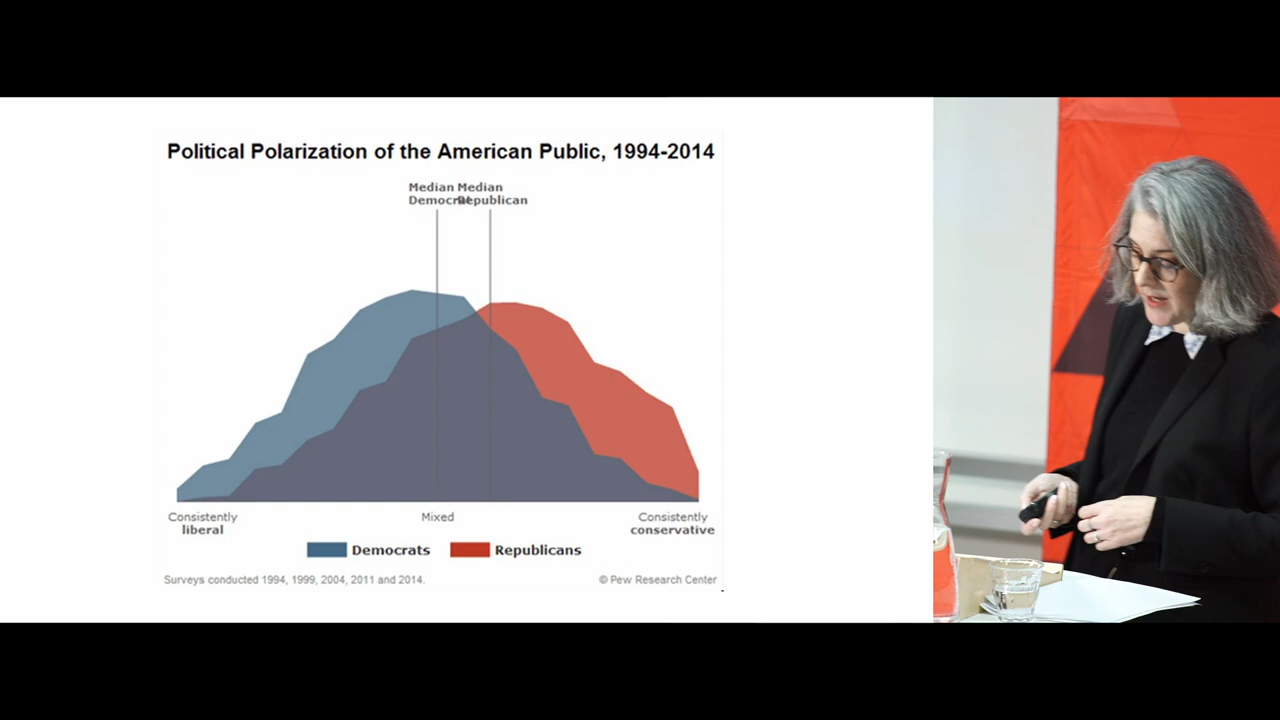 Political Polarization of the American Public, 1994-2014
Median Median
Democrat Republican
Consistently
liberal
Mixed
Consistently
conservative
Democrats
Republicans
Surveys conducted 1994, 1999, 2004, 2011 and 2014.
© Pew Research Center